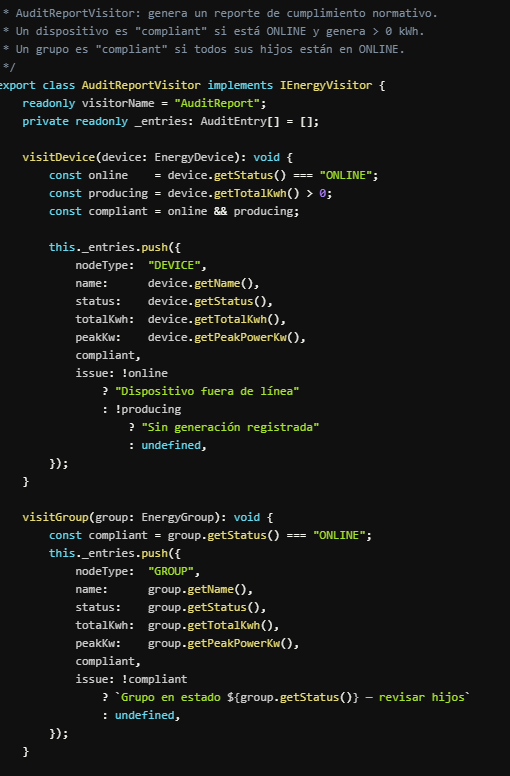 * AuditReportVisitor: genera un reporte de cumplimiento normativo.
* Un dispositivo es "compliant" si está ONLINE y genera > 0 kWh.
* Un grupo es "compliant" si todos sus hijos están en ONLINE.
*/
export class AuditReportVisitor implements IEnergyVisitor {
    readonly visitorName = "AuditReport";
    private readonly _entries: AuditEntry[] = [];

    visitDevice(device: EnergyDevice): void {
        const online    = device.getStatus() === "ONLINE";
        const producing = device.getTotalKwh() > 0;
        const compliant = online && producing;

        this._entries.push({
            nodeType:  "DEVICE",
            name:      device.getName(),
            status:    device.getStatus(),
            totalKwh:  device.getTotalKwh(),
            peakKw:    device.getPeakPowerKw(),
            compliant,
            issue: !online
                ? "Dispositivo fuera de línea"
                : !producing
                    ? "Sin generación registrada"
                    : undefined,
        });
    }

    visitGroup(group: EnergyGroup): void {
        const compliant = group.getStatus() === "ONLINE";
        this._entries.push({
            nodeType:  "GROUP",
            name:      group.getName(),
            status:    group.getStatus(),
            totalKwh:  group.getTotalKwh(),
            peakKw:    group.getPeakPowerKw(),
            compliant,
            issue: !compliant
                ? `Grupo en estado ${group.getStatus()} — revisar hijos`
                : undefined,
        });
    }